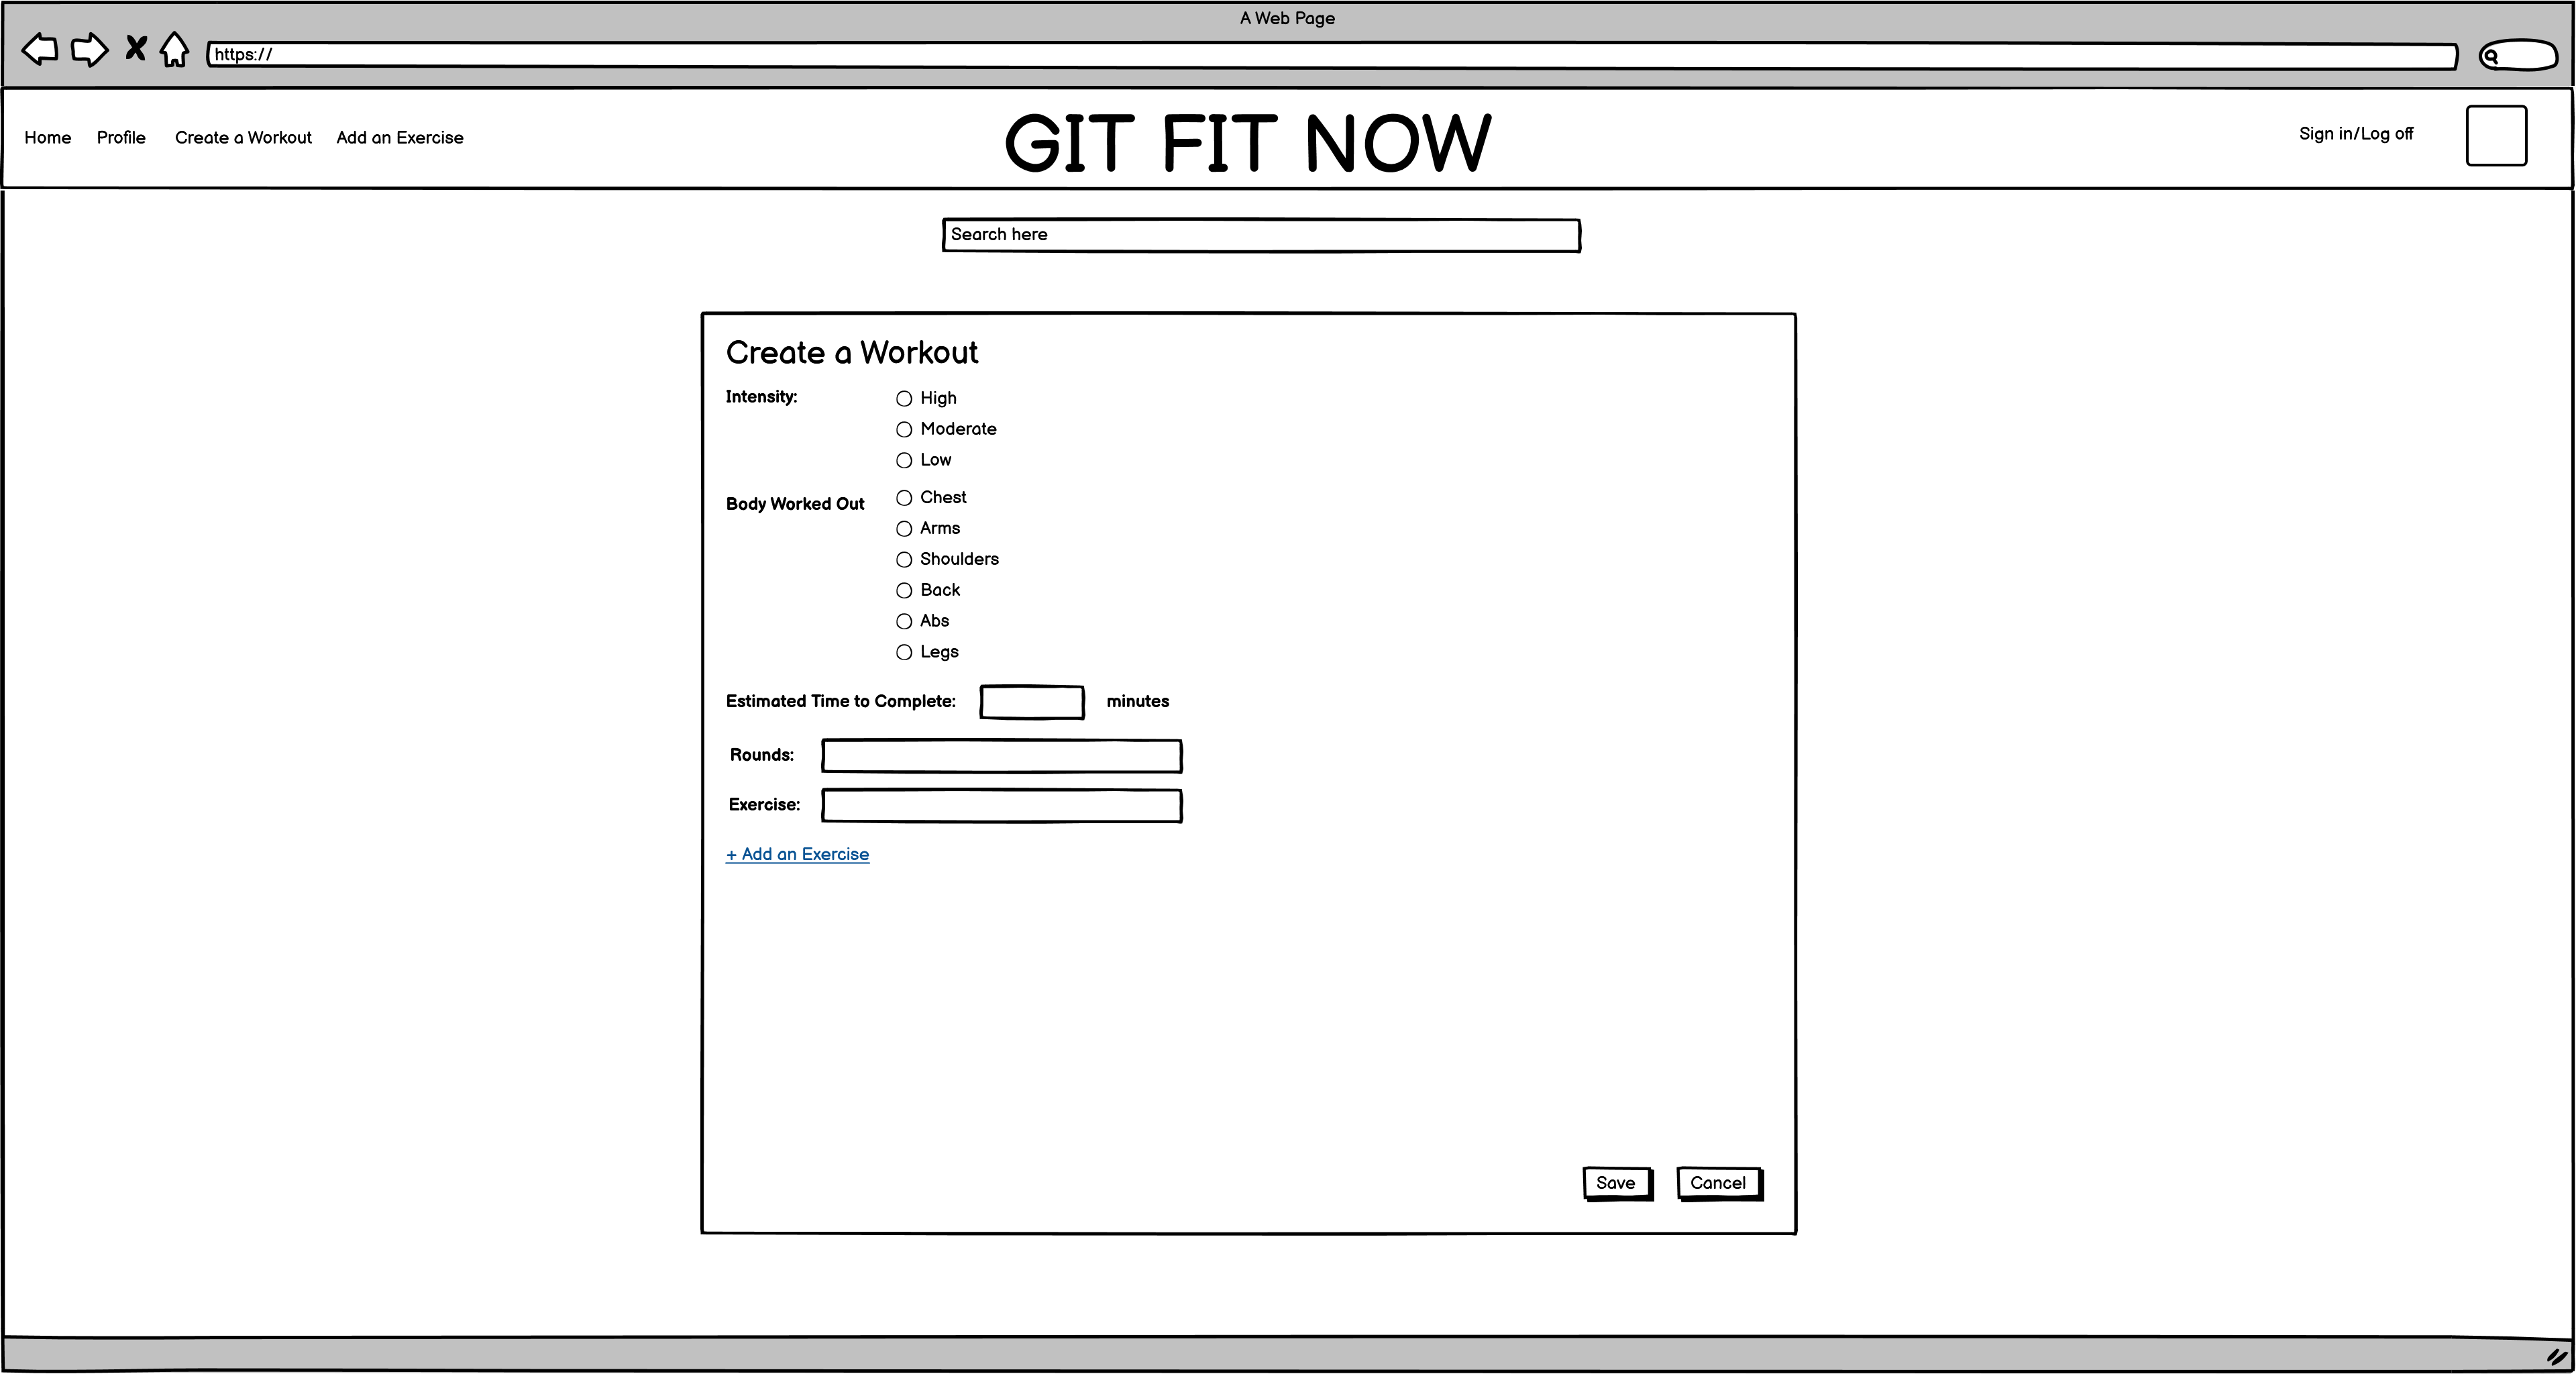 A Web Page
https://
Home Profile Create a Workout Add an Exercise
GIT FIT NOW
Sign in/Log off
Search here
Create a Workout
Intensity:
High
Moderate
Low
Body Worked Out
Chest
Arms
Shoulders
Back
Abs
Legs
Estimated Time to Complete: minutes
Rounds:
Exercise:
+ Add an Exercise
Save Cancel